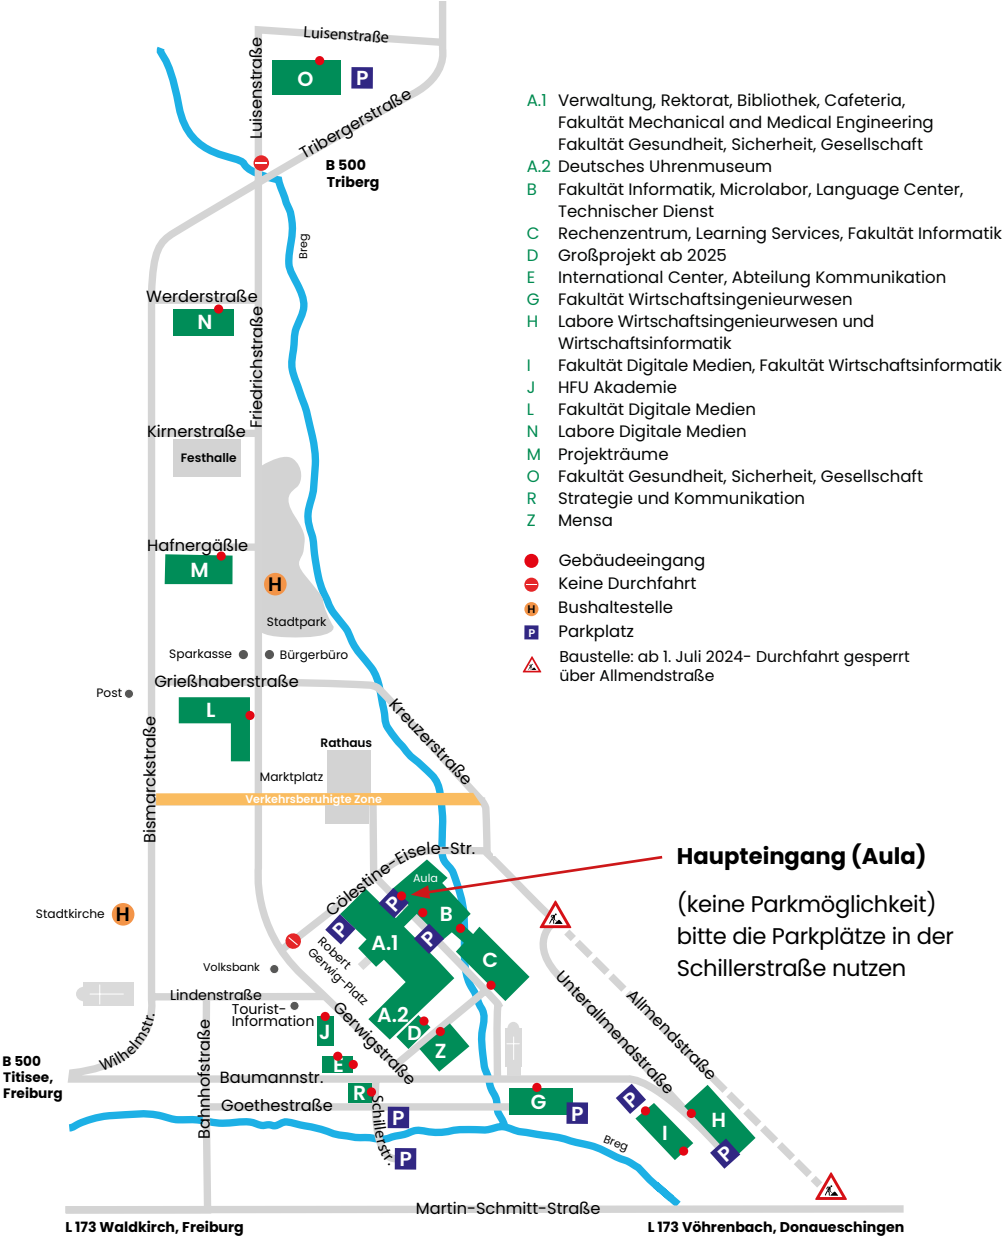 Luisenstraße
Luisenstraße
O
P
Tribergerstraße
B 500
Triberg
Breg
Werderstraße
N
Friedrichstraße
Kirnerstraße
Festhalle
Hafnergäßle
M
H
Stadtpark
Sparkasse
Bürgerbüro
Grießhaberstraße
Post
L
Kreuzerstraße
Bismarckstraße
Rathaus
Marktplatz
Verkehrsberuhigte Zone
Cölestine-Eisele-Str.
Aula
P
P
P
B
A.1
C
Stadtkirche
H
Robert
Gerwig-Platz
Volksbank
Lindenstraße
Tourist-
Information
Gerwigstraße
A.2
D
Z
J
E
R
Wilhelmstr.
B 500
Titisee,
Freiburg
Bahnhofstraße
Baumannstr.
Goethestraße
Schillerstr.
P
P
G
P
Unterallmendstraße
Allmendstraße
P
I
H
P
Breg
Martin-Schmitt-Straße
L 173 Waldkirch, Freiburg
L 173 Vöhrenbach, Donaueschingen
A.1 Verwaltung, Rektorat, Bibliothek, Cafeteria,
Fakultät Mechanical and Medical Engineering
Fakultät Gesundheit, Sicherheit, Gesellschaft
A.2 Deutsches Uhrenmuseum
B Fakultät Informatik, Microlabor, Language Center,
Technischer Dienst
C Rechenzentrum, Learning Services, Fakultät Informatik
D Großprojekt ab 2025
E International Center, Abteilung Kommunikation
G Fakultät Wirtschaftsingenieurwesen
H Labore Wirtschaftsingenieurwesen und
Wirtschaftsinformatik
I Fakultät Digitale Medien, Fakultät Wirtschaftsinformatik
J HFU Akademie
L Fakultät Digitale Medien
N Labore Digitale Medien
M Projekträume
O Fakultät Gesundheit, Sicherheit, Gesellschaft
R Strategie und Kommunikation
Z Mensa
Gebäudeeingang
Keine Durchfahrt
H Bushaltestelle
P Parkplatz
Baustelle: ab 1. Juli 2024- Durchfahrt gesperrt
über Allmendstraße
Haupteingang (Aula)
(keine Parkmöglichkeit)
bitte die Parkplätze in der
Schillerstraße nutzen